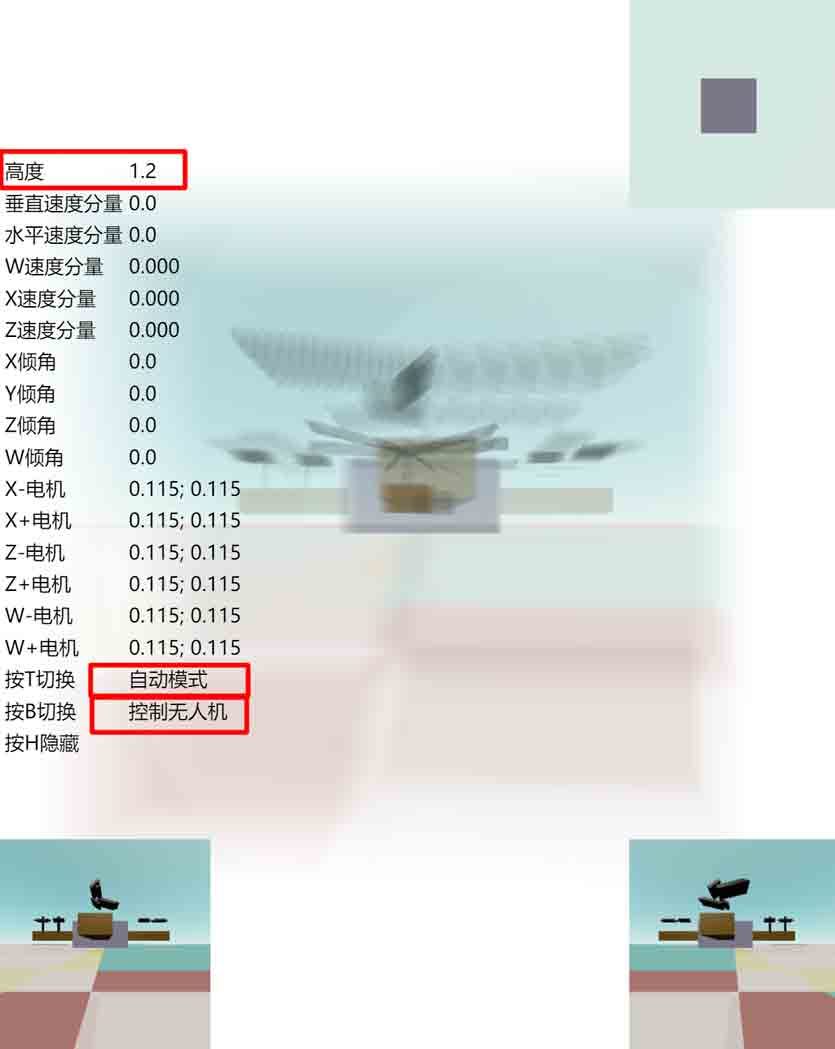 高度 1.2
垂直速度分量 0.0
水平速度分量 0.0
W速度分量 0.000
X速度分量 0.000
Z速度分量 0.000
X倾角 0.0
Y倾角 0.0
Z倾角 0.0
W倾角 0.0
X-电机 0.115; 0.115
X+电机 0.115; 0.115
Z-电机 0.115; 0.115
Z+电机 0.115; 0.115
W-电机 0.115; 0.115
W+电机 0.115; 0.115
按T切换 自动模式
按B切换 控制无人机
按H隐藏